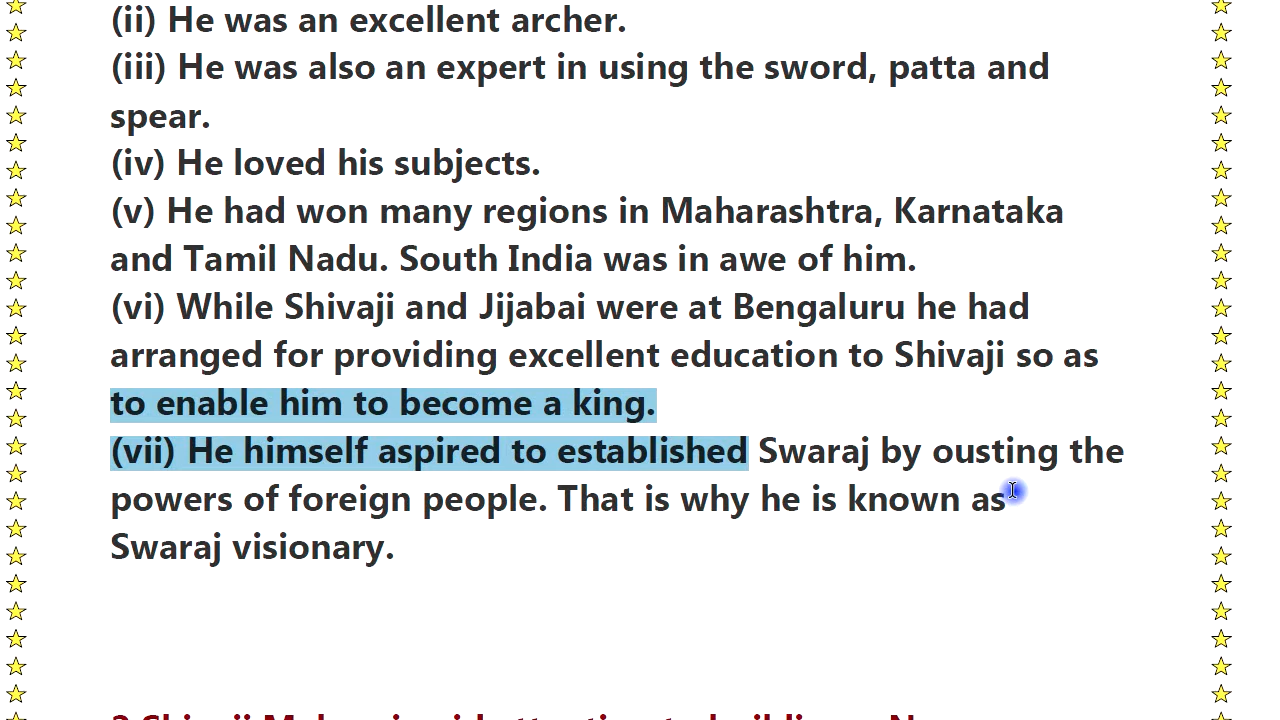 (ii) He was an excellent archer.
(iii) He was also an expert in using the sword, patta and
spear.
(iv) He loved his subjects.
(v) He had won many regions in Maharashtra, Karnataka
and Tamil Nadu. South India was in awe of him.
(vi) While Shivaji and Jijabai were at Bengaluru he had
arranged for providing excellent education to Shivaji so as
to enable him to become a king.
(vii) He himself aspired to established Swaraj by ousting the
powers of foreign people. That is why he is known as
Swaraj visionary.